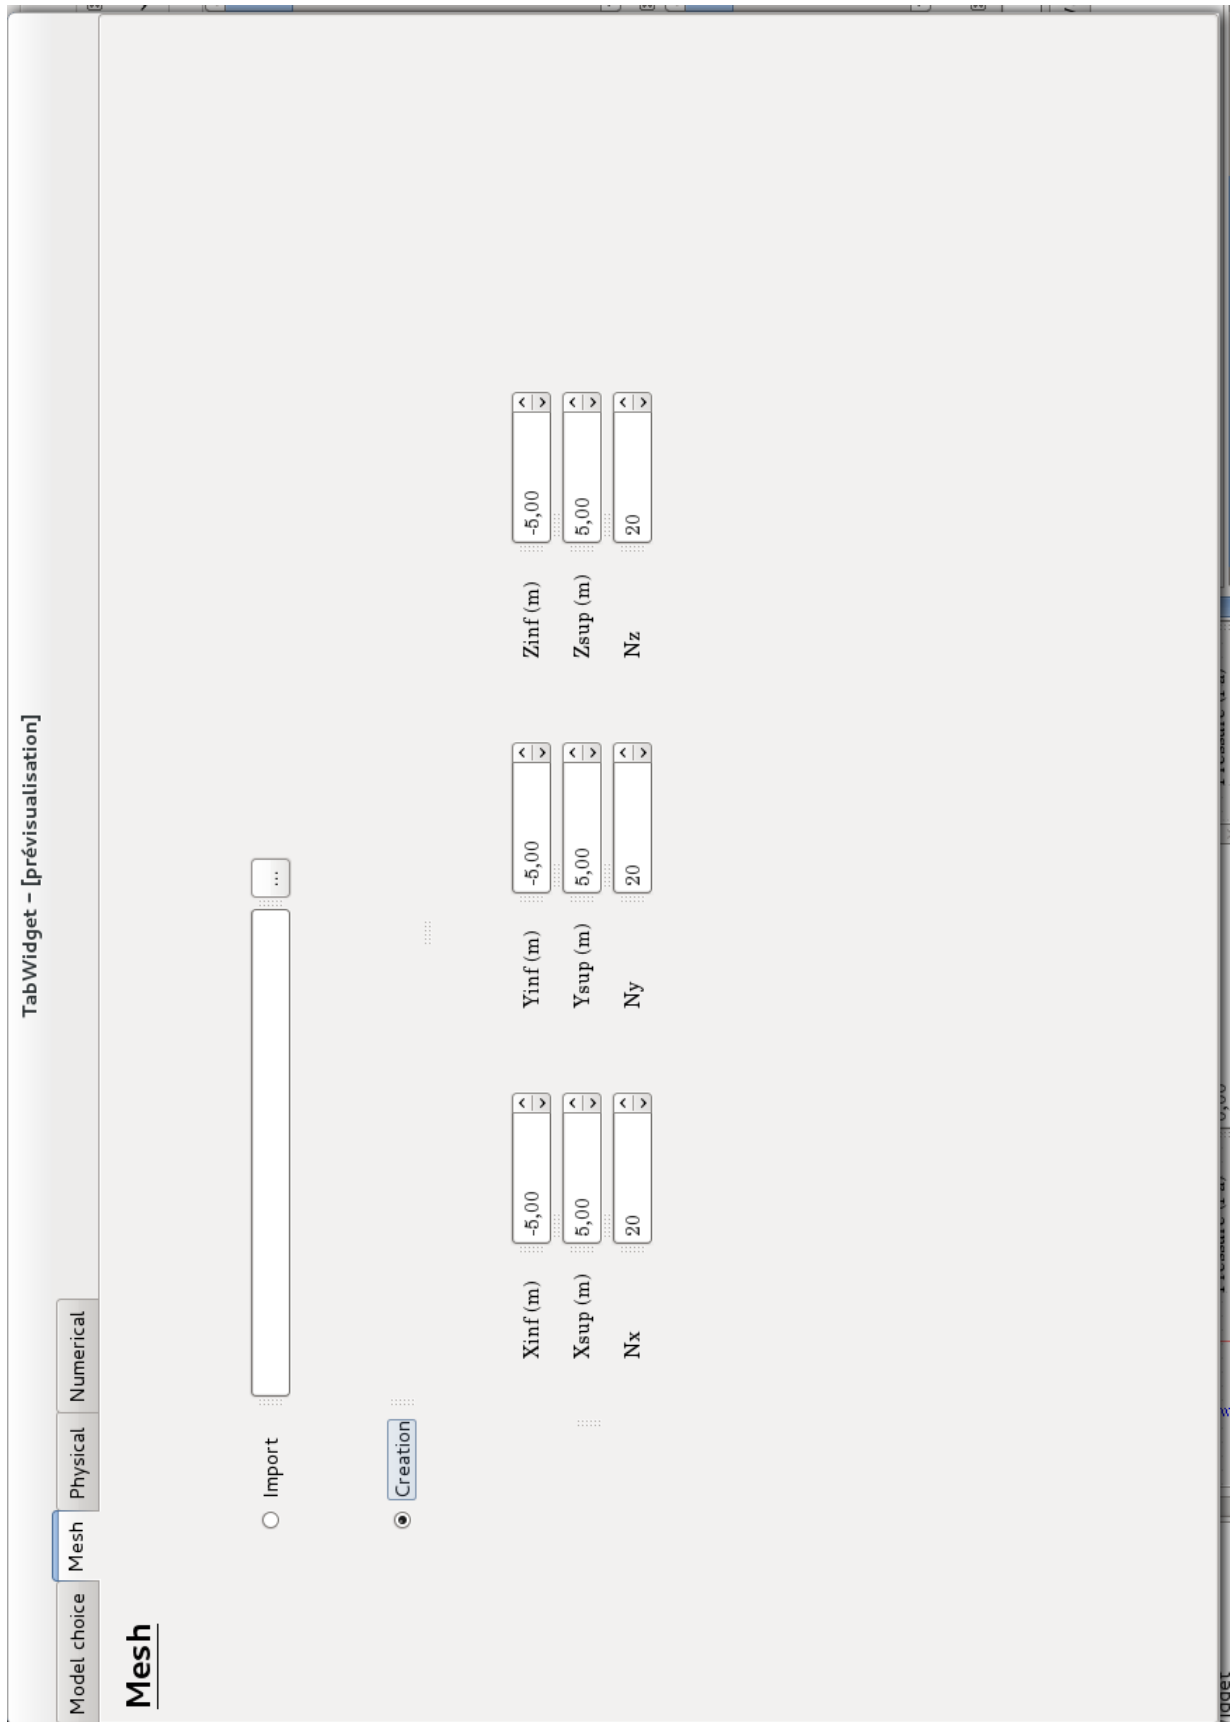 TabWidget – [prévisualisation]
Model choice Mesh Physical Numerical
Mesh
Import ...
Creation
Xinf (m) -5,00 Yinf (m) -5,00 Zinf (m) -5,00
Xsup (m) 5,00 Ysup (m) 5,00 Zsup (m) 5,00
Nx 20 Ny 20 Nz 20